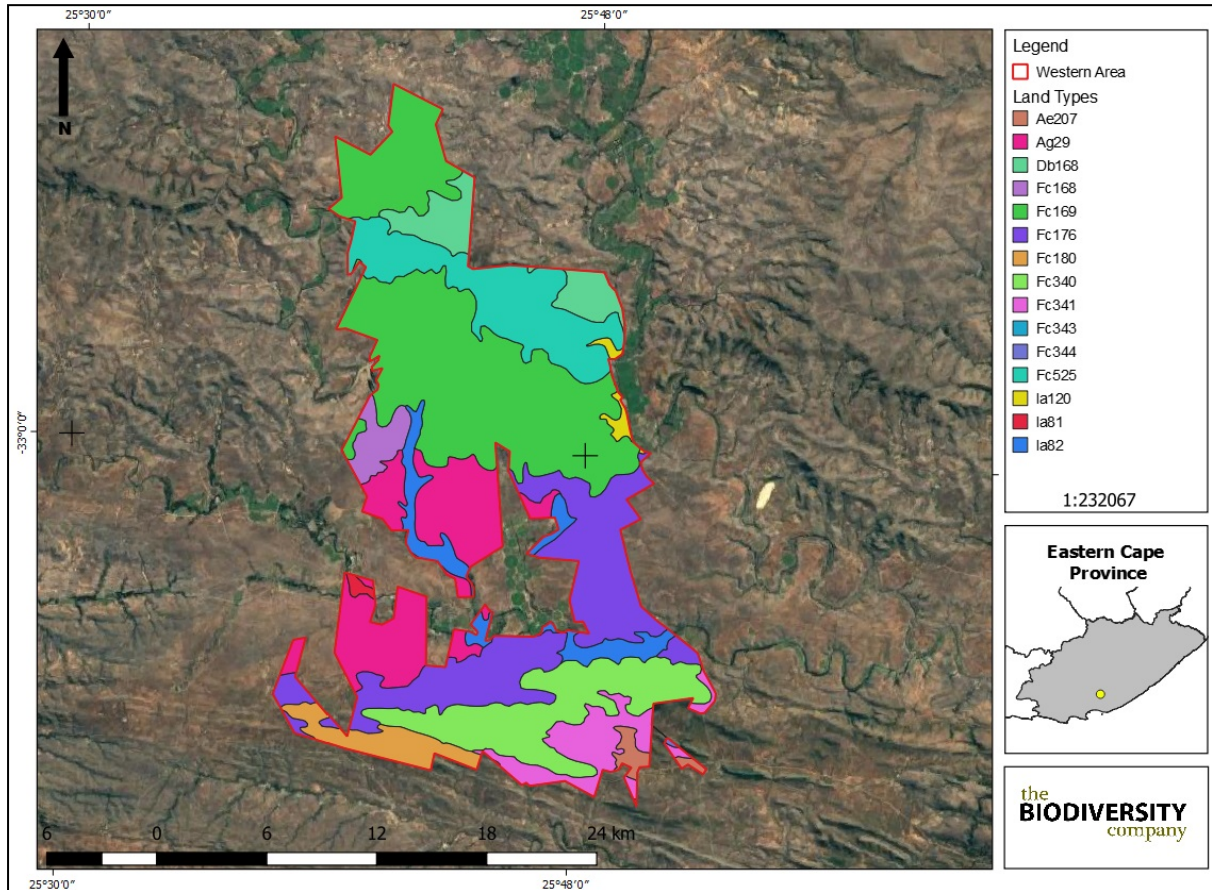 25°30'0"
25°48'0"
N
-33°0'0"
6
0
6
12
18
24 km
25°30'0"
25°48'0"
Legend
Western Area
Land Types
Ae207
Ag29
Db168
Fc168
Fc169
Fc176
Fc180
Fc340
Fc341
Fc343
Fc344
Fc525
Ia120
Ia81
Ia82
1:232067
Eastern Cape
Province
the
BIODIVERSITY
company